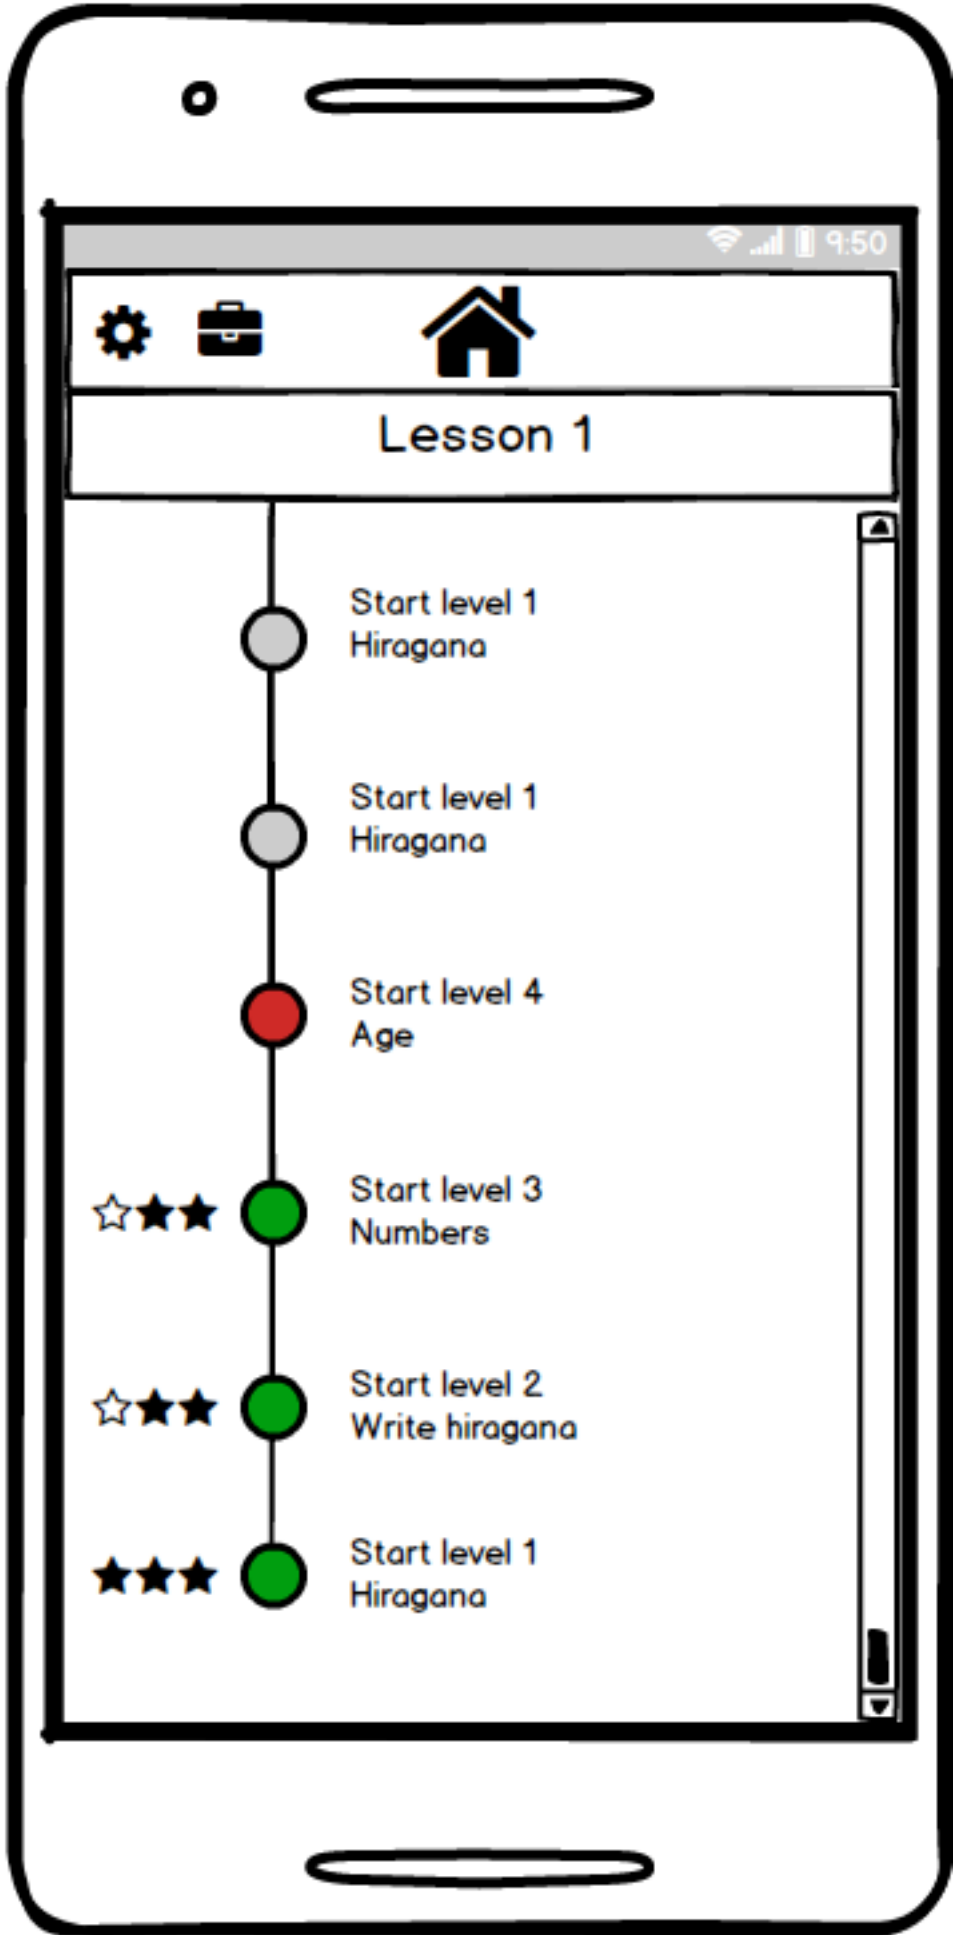 9:50
Lesson 1
Start level 1
Hiragana
Start level 1
Hiragana
Start level 4
Age
Start level 3
Numbers
Start level 2
Write hiragana
Start level 1
Hiragana